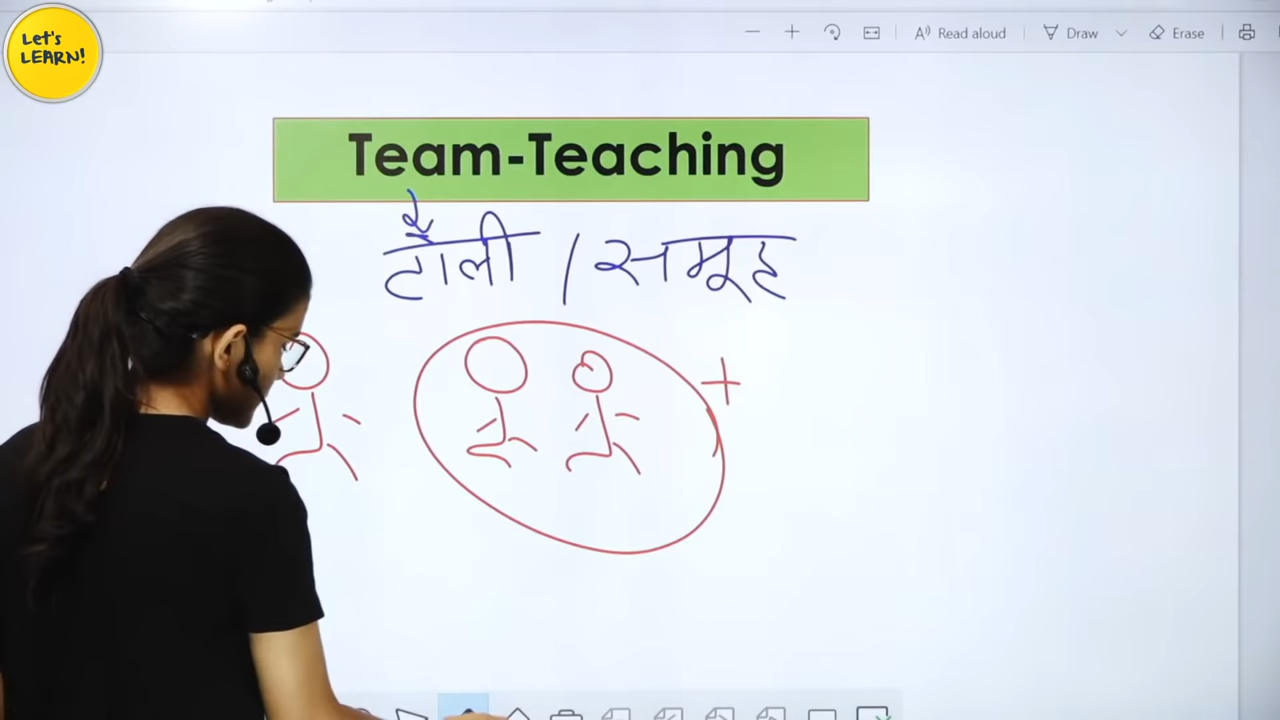 Let's
LEARN!
Read aloud
Draw
Erase
Team-Teaching
टोली / समूह
+